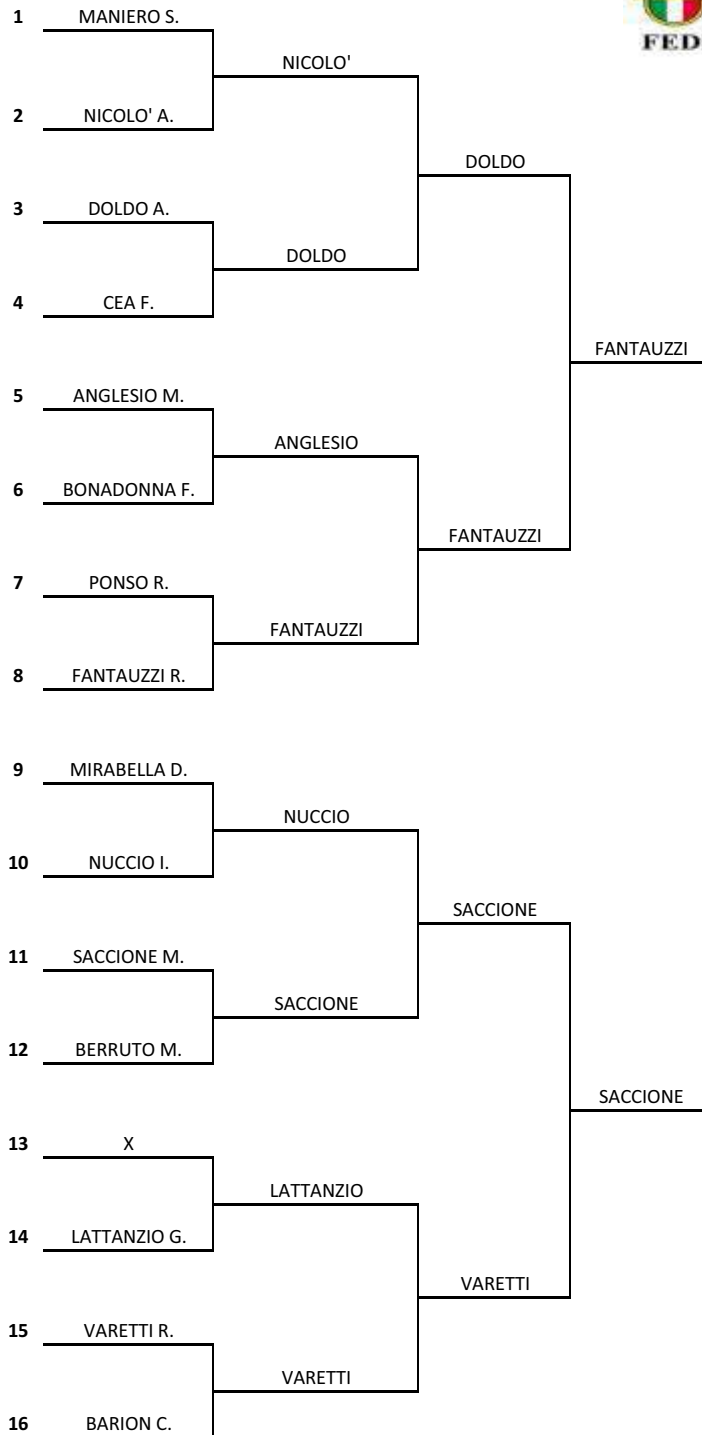 FED
1 MANIERO S.
NICOLO'
2 NICOLO' A.
DOLDO
3 DOLDO A.
DOLDO
4 CEA F.
FANTAUZZI
5 ANGLESIO M.
ANGLESIO
6 BONADONNA F.
FANTAUZZI
7 PONSO R.
FANTAUZZI
8 FANTAUZZI R.
9 MIRABELLA D.
NUCCIO
10 NUCCIO I.
SACCIONE
11 SACCIONE M.
SACCIONE
12 BERRUTO M.
SACCIONE
13 X
LATTANZIO
14 LATTANZIO G.
VARETTI
15 VARETTI R.
VARETTI
16 BARION C.